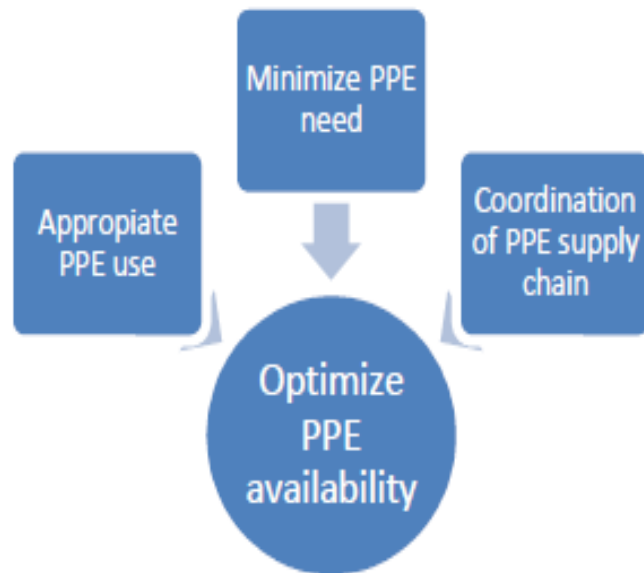 Minimize PPE
need
Appropiate
PPE use
Coordination
of PPE supply
chain
Optimize
PPE
availability